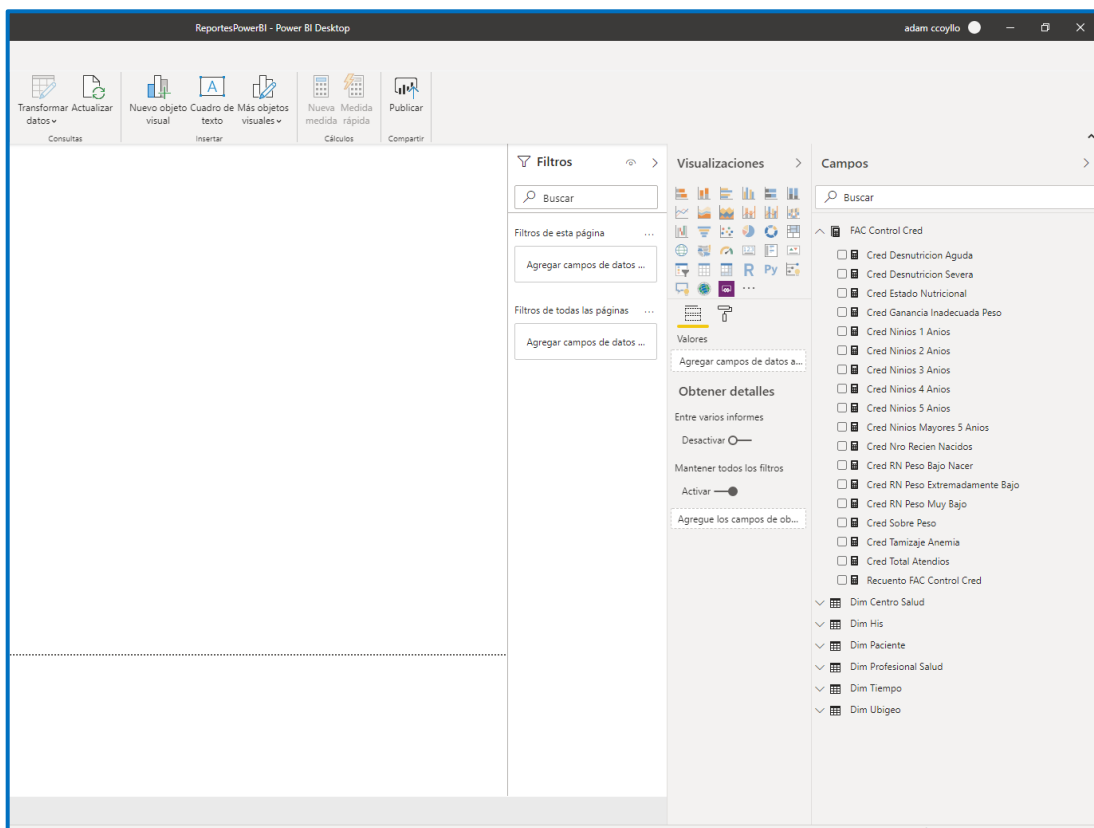 ReportesPowerBI - Power BI Desktop
adam ccoyllo
Transformar datos
Actualizar
Nuevo objeto visual
A
Cuadro de texto
Más objetos visuales
Nueva medida
Medida rápida
Publicar
Consultas
Insertar
Cálculos
Compartir
Filtros
Buscar
Filtros de esta página
...
Agregar campos de datos ...
Filtros de todas las páginas
...
Agregar campos de datos ...
Visualizaciones
R Py
...
Valores
Agregar campos de datos a...
Obtener detalles
Entre varios informes
Desactivar
Mantener todos los filtros
Activar
Agregue los campos de ob...
Campos
Buscar
FAC Control Cred
Cred Desnutricion Aguda
Cred Desnutricion Severa
Cred Estado Nutricional
Cred Ganancia Inadecuada Peso
Cred Ninios 1 Anios
Cred Ninios 2 Anios
Cred Ninios 3 Anios
Cred Ninios 4 Anios
Cred Ninios 5 Anios
Cred Ninios Mayores 5 Anios
Cred Nro Recien Nacidos
Cred RN Peso Bajo Nacer
Cred RN Peso Extremadamente Bajo
Cred RN Peso Muy Bajo
Cred Sobre Peso
Cred Tamizaje Anemia
Cred Total Atendios
Recuento FAC Control Cred
Dim Centro Salud
Dim His
Dim Paciente
Dim Profesional Salud
Dim Tiempo
Dim Ubigeo